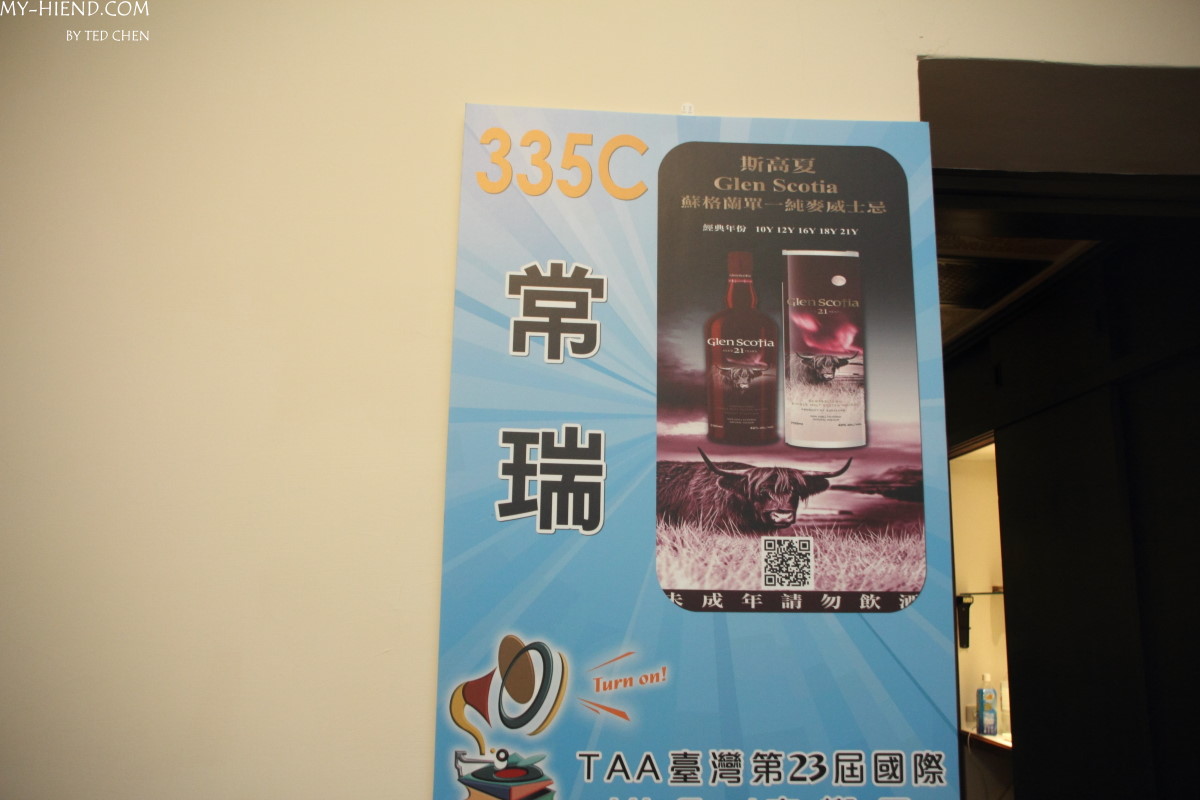 MY-HIEND.COM
BY TED CHEN
335C
常
瑞
斯高夏
Glen Scotia
蘇格蘭單一純麥威士忌
經典年份 10Y 12Y 16Y 18Y 21Y
Glen Scotia
21
Glen Scotia
21
未成年請勿飲酒
Turn on!
TAA臺灣第23屆國際